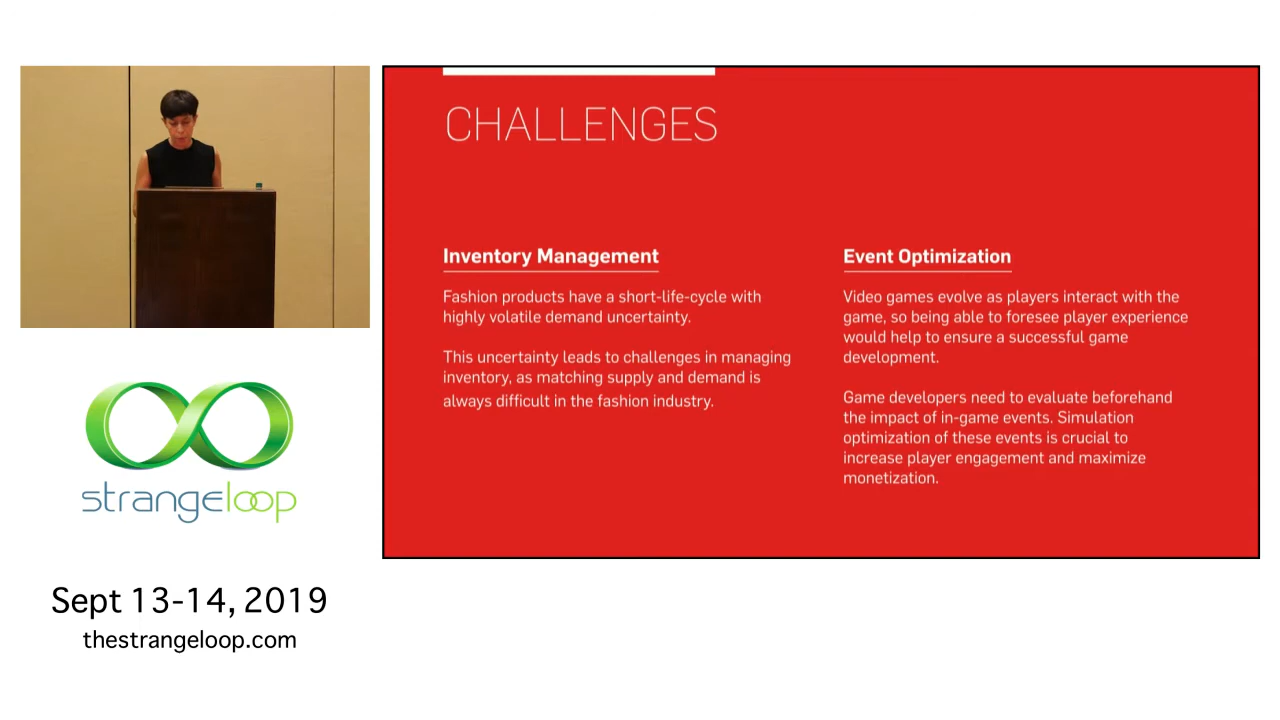 CHALLENGES
Inventory Management
Fashion products have a short-life-cycle with
highly volatile demand uncertainty.
This uncertainty leads to challenges in managing
inventory, as matching supply and demand is
always difficult in the fashion industry.
Event Optimization
Video games evolve as players interact with the
game, so being able to foresee player experience
would help to ensure a successful game
development.
Game developers need to evaluate beforehand
the impact of in-game events. Simulation
optimization of these events is crucial to
increase player engagement and maximize
monetization.
strangeloop
Sept 13-14, 2019
thestrangeloop.com